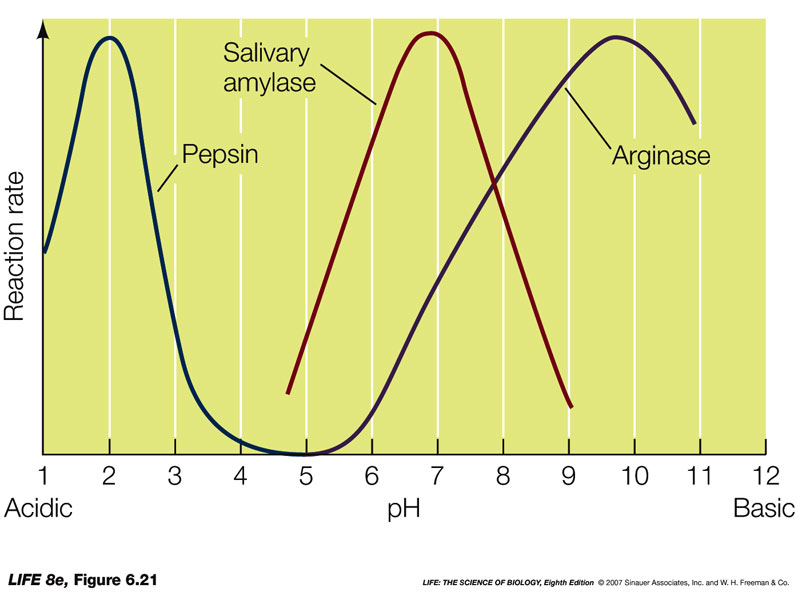 Salivary
amylase
Pepsin
Arginase
Reaction rate
1 2 3 4 5 6 7 8 9 10 11 12
Acidic pH Basic
LIFE 8e, Figure 6.21
LIFE: THE SCIENCE OF BIOLOGY, Eighth Edition © 2007 Sinauer Associates, Inc. and W. H. Freeman & Co.